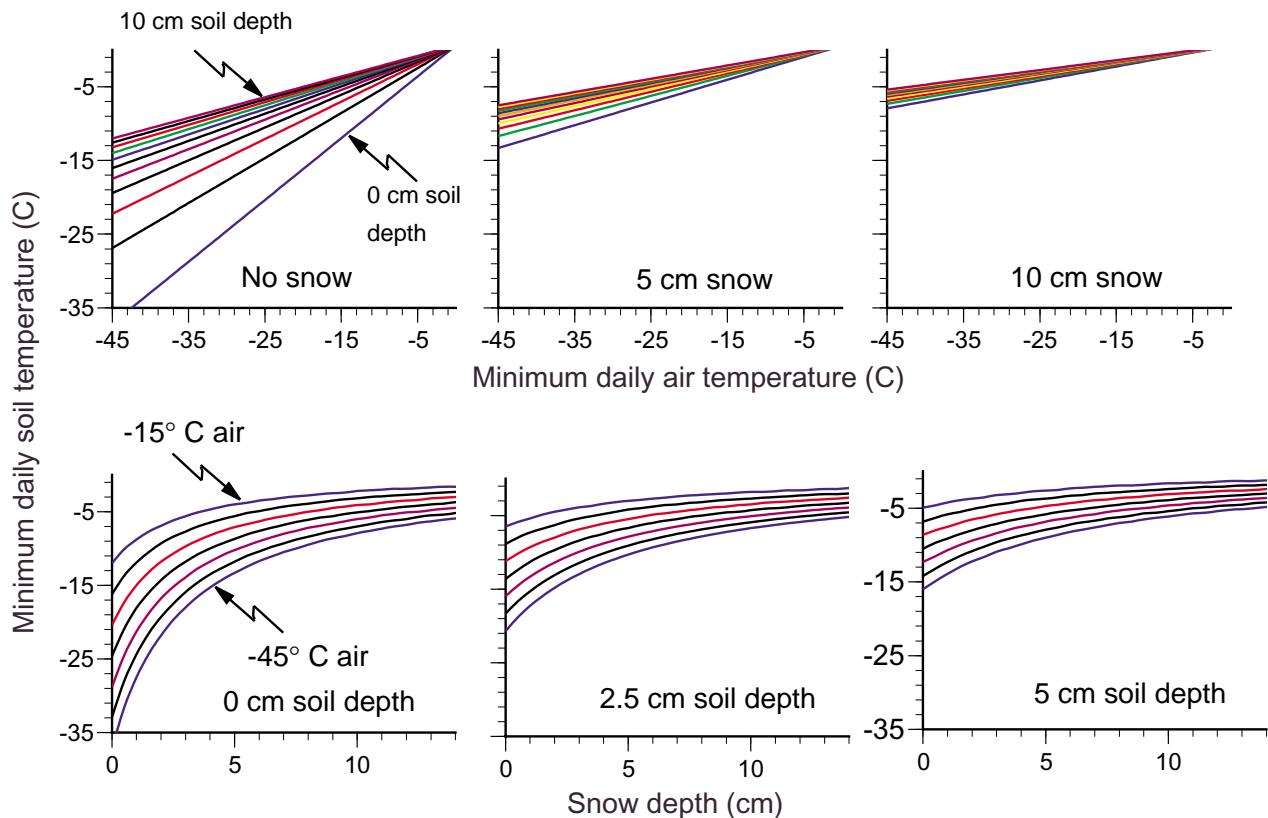 10 cm soil depth
-5
-15
-25
-35
0 cm soil
depth
No snow
5 cm snow
10 cm snow
-45 -35 -25 -15 -5
-45 -35 -25 -15 -5
-45 -35 -25 -15 -5
Minimum daily air temperature (C)
Minimum daily soil temperature (C)
-15° C air
-5
-15
-25
-35
-45° C air
0 cm soil depth
2.5 cm soil depth
-5
-15
-25
-35
5 cm soil depth
0 5 10
0 5 10
0 5 10
Snow depth (cm)